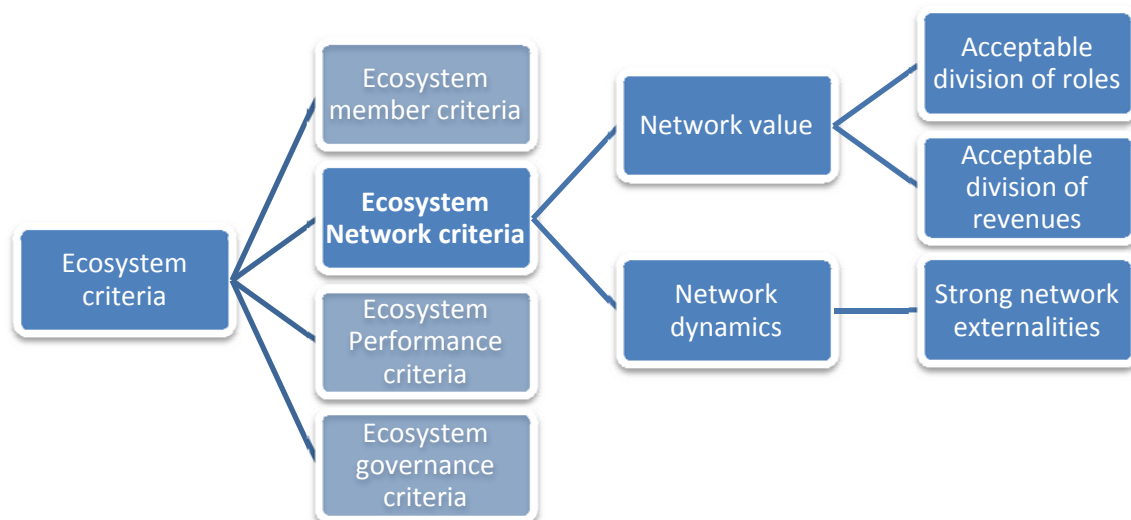 Ecosystem
criteria
Ecosystem
member criteria
Ecosystem
Network criteria
Ecosystem
Performance
criteria
Ecosystem
governance
criteria
Network value
Network
dynamics
Acceptable
division of roles
Acceptable
division of
revenues
Strong network
externalities